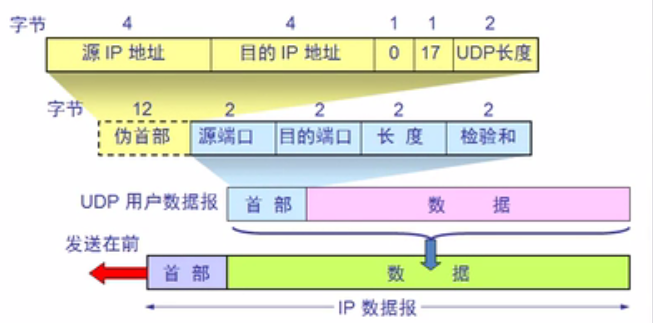 字节 4 4 1 1 2
源 IP 地址 目的 IP 地址 0 17 UDP长度
字节 12 2 2 2 2
伪首部 源端口 目的端口 长 度 检验和
UDP 用户数据报 首 部 数 据
发送在前
首 部 数 据
IP 数据报